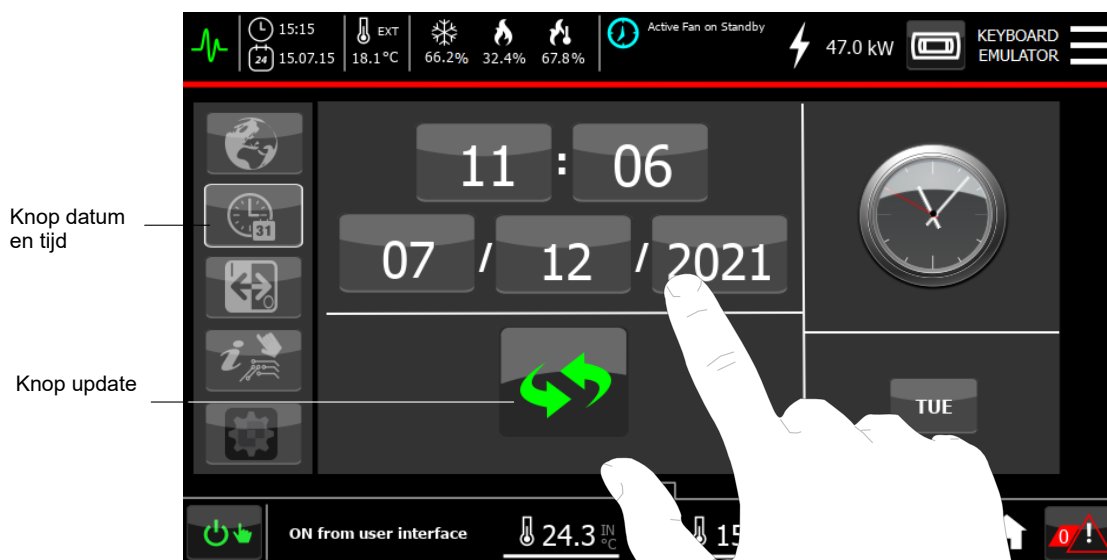 15:15
24 15.07.15
EXT
18.1°C
66.2%
32.4%
67.8%
Active Fan on Standby
47.0 kW
KEYBOARD
EMULATOR
11 : 06
07 / 12 / 2021
31
Knop datum
en tijd
I
O
i
Knop update
TUE
ON from user interface
24.3 IN
°C
15
0 !